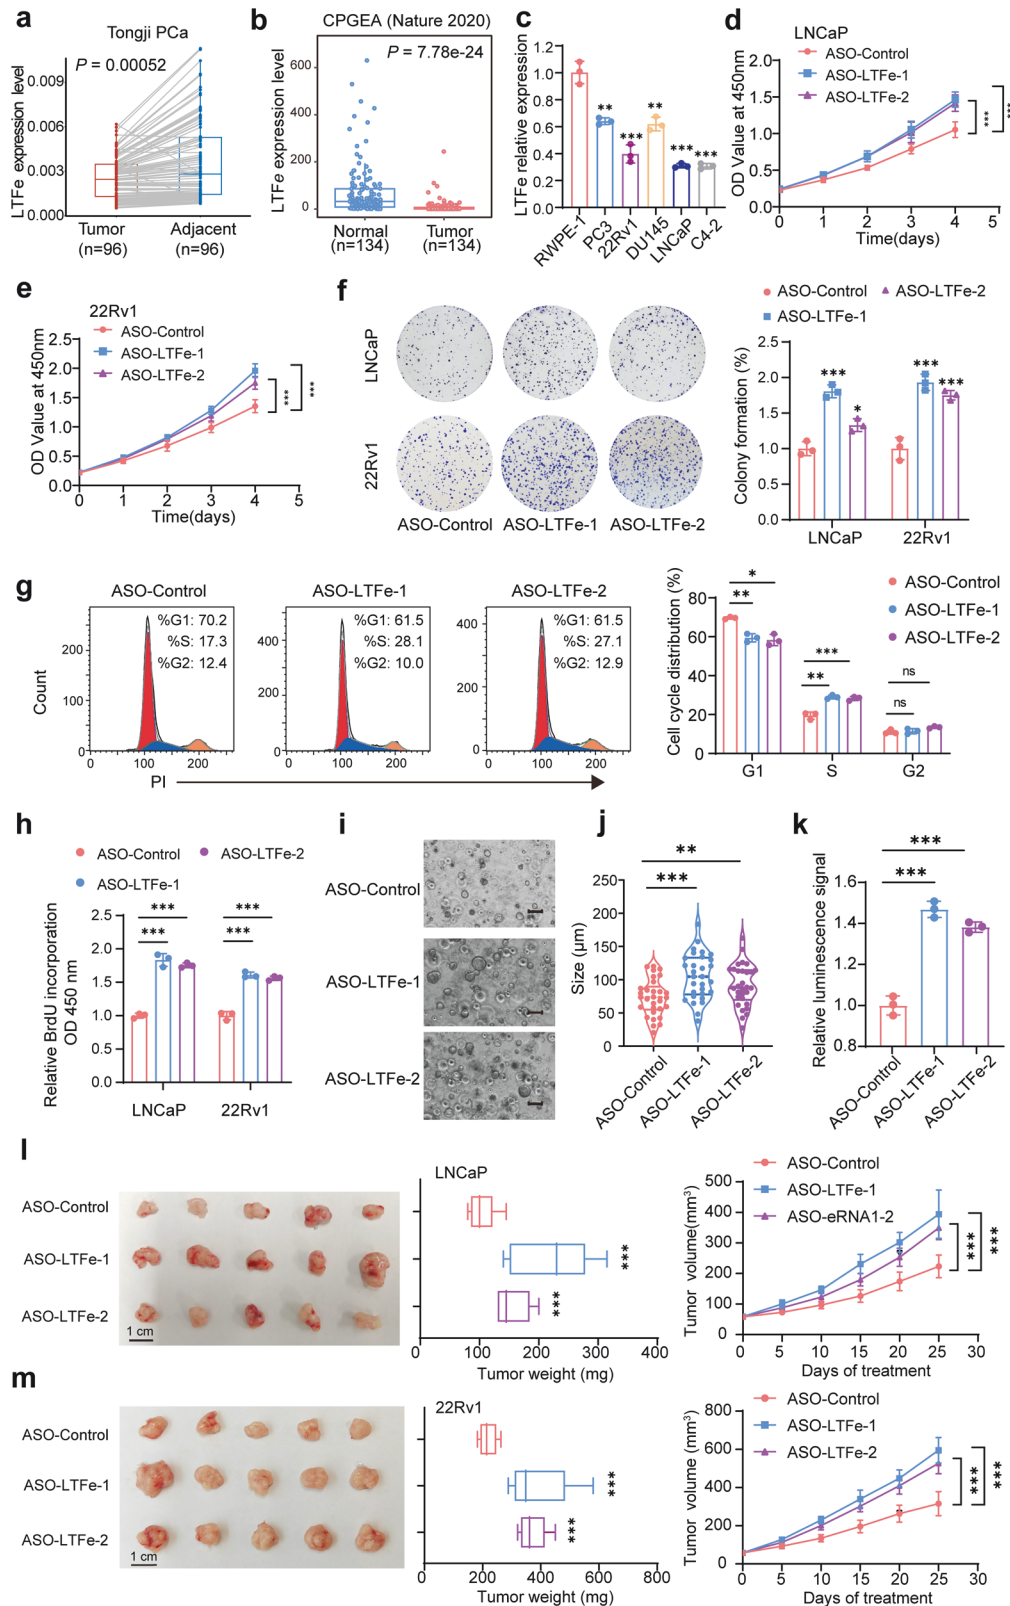 a
Tongji PCa
P = 0.00052
LTFe expression level
0.009
0.006
0.003
0.000
Tumor
(n=96)
Adjacent
(n=96)
b
CPGEA (Nature 2020)
P = 7.78e-24
LTFe expression level
600
400
200
0
Normal
(n=134)
Tumor
(n=134)
c
LTFe relative expression
1.2
1.0
0.8
0.6
0.4
0.2
0.0
**
***
**
***
***
RWPE-1
PC3
22Rv1
DU145
LNCaP
C4-2
d
LNCaP
ASO-Control
ASO-LTFe-1
ASO-LTFe-2
OD Value at 450nm
2.0
1.5
1.0
0.5
0.0
***
***
0 1 2 3 4 5
Time(days)
e
22Rv1
ASO-Control
ASO-LTFe-1
ASO-LTFe-2
OD Value at 450nm
2.5
2.0
1.5
1.0
0.5
0.0
***
***
0 1 2 3 4 5
Time(days)
f
LNCaP
22Rv1
ASO-Control ASO-LTFe-1 ASO-LTFe-2
ASO-Control
ASO-LTFe-2
ASO-LTFe-1
Colony formation (%)
2.5
2.0
1.5
1.0
0.5
0.0
***
*
***
***
LNCaP 22Rv1
g
ASO-Control
%G1: 70.2
%S: 17.3
%G2: 12.4
Count
200
100
0
0 100 200
ASO-LTFe-1
%G1: 61.5
%S: 28.1
%G2: 10.0
400
200
0
0 100 200
ASO-LTFe-2
%G1: 61.5
%S: 27.1
%G2: 12.9
400
200
0
0 100 200
PI
Cell cycle distribution (%)
80
60
40
20
0
*
**
***
**
ns
ns
G1 S G2
ASO-Control
ASO-LTFe-1
ASO-LTFe-2
h
ASO-Control
ASO-LTFe-2
ASO-LTFe-1
Relative BrdU incorporation
OD 450 nm
2.5
2.0
1.5
1.0
0.5
0.0
***
***
***
***
LNCaP 22Rv1
i
ASO-Control
ASO-LTFe-1
ASO-LTFe-2
j
Size (μm)
250
200
150
100
50
0
**
***
ASO-Control
ASO-LTFe-1
ASO-LTFe-2
k
Relative luminescence signal
1.6
1.4
1.2
1.0
0.8
***
***
ASO-Control
ASO-LTFe-1
ASO-LTFe-2
l
ASO-Control
ASO-LTFe-1
ASO-LTFe-2
1 cm
LNCaP
***
***
0 100 200 300 400
Tumor weight (mg)
ASO-Control
ASO-LTFe-1
ASO-eRNA1-2
Tumor volume(mm³)
500
400
300
200
100
0
***
***
0 5 10 15 20 25 30
Days of treatment
m
ASO-Control
ASO-LTFe-1
ASO-LTFe-2
1 cm
22Rv1
***
***
0 200 400 600 800
Tumor weight (mg)
ASO-Control
ASO-LTFe-1
ASO-LTFe-2
Tumor volume (mm³)
800
600
400
200
0
***
***
0 5 10 15 20 25 30
Days of treatment